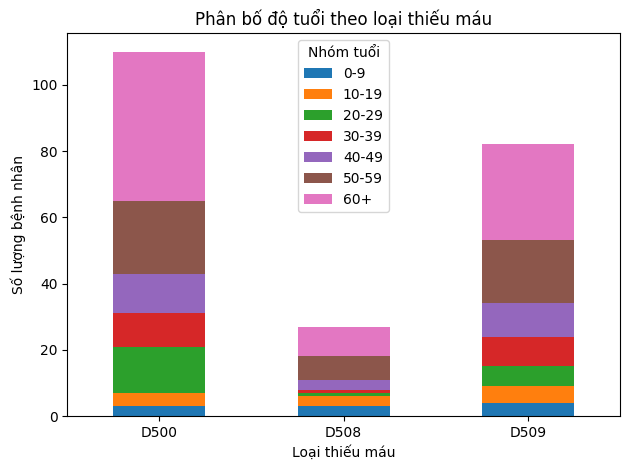 Phân bố độ tuổi theo loại thiếu máu
Nhóm tuổi
0-9
10-19
20-29
30-39
40-49
50-59
60+
Số lượng bệnh nhân
100
80
60
40
20
0
D500
D508
D509
Loại thiếu máu